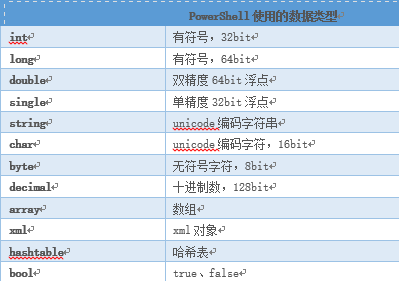 PowerShell 使用的数据类型
int 有符号，32bit
long 有符号，64bit
double 双精度 64bit 浮点
single 单精度 32bit 浮点
string unicode 编码字符串
char unicode 编码字符，16bit
byte 无符号字符，8bit
decimal 十进制数，128bit
array 数组
xml xml 对象
hashtable 哈希表
bool true、false